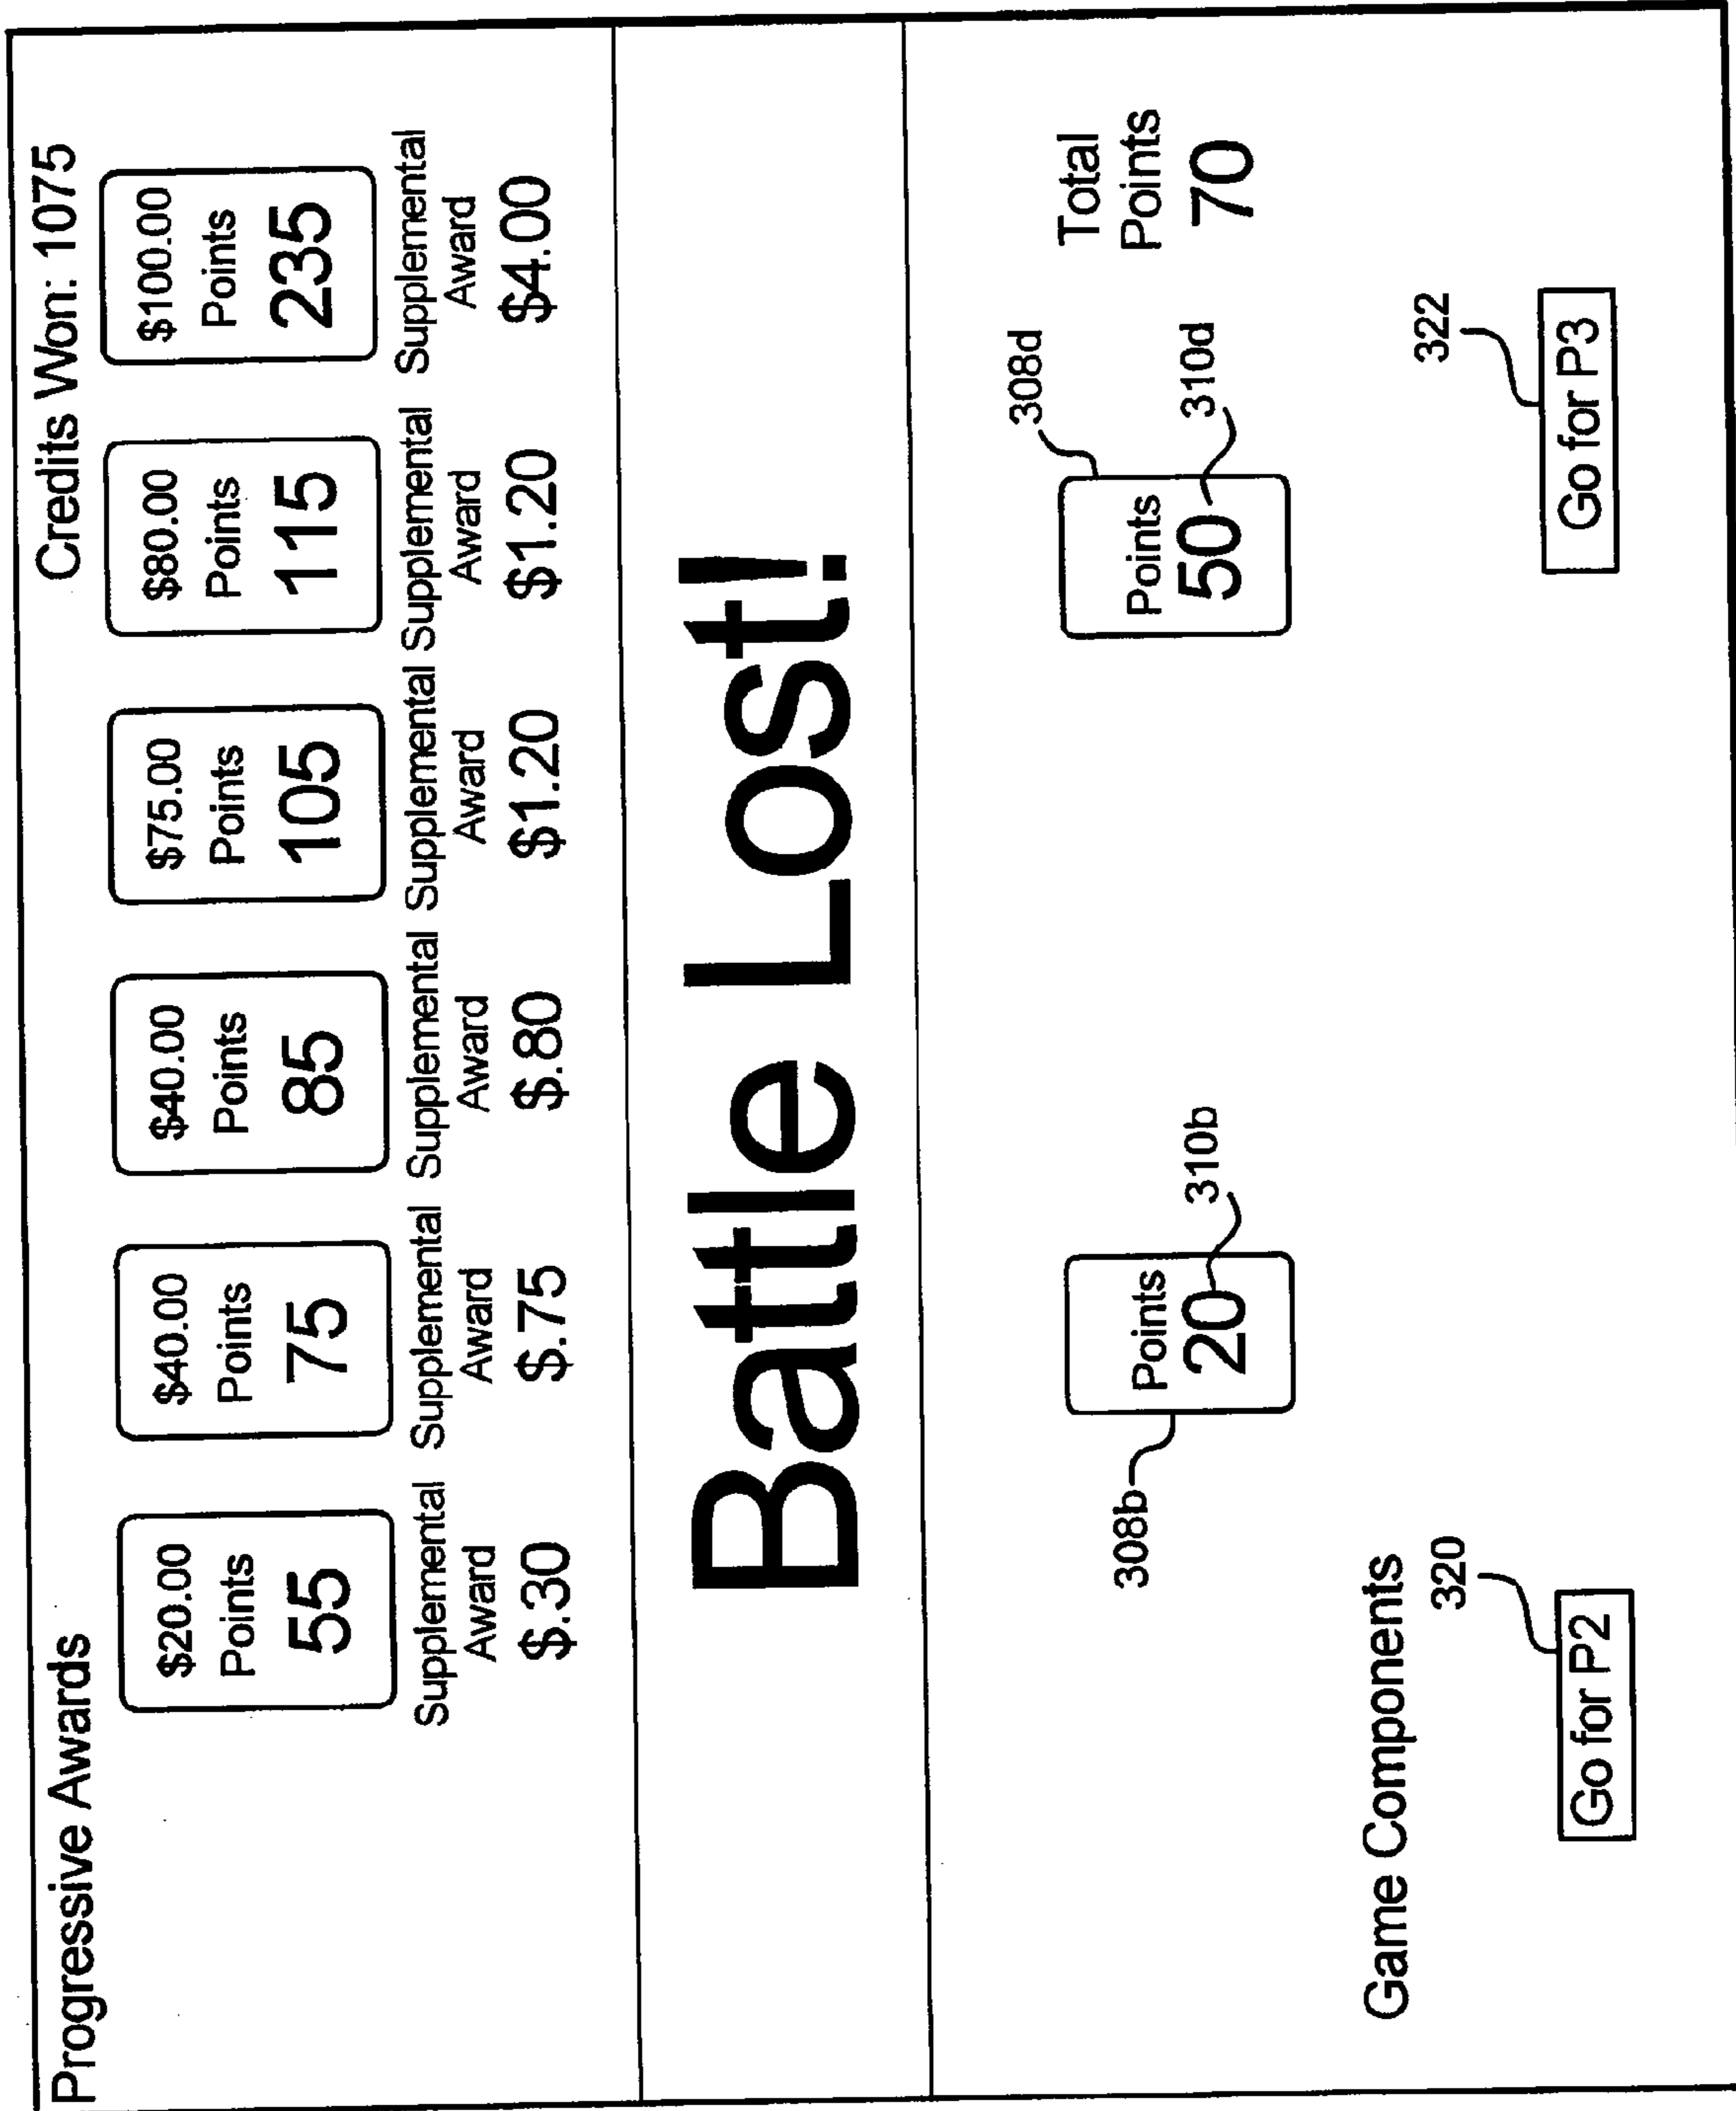 Progressive Awards
Credits Won: 1075
$20.00
Points
55
Supplemental
Award
$.30
$40.00
Points
75
Supplemental
Award
$.75
$40.00
Points
85
Supplemental
Award
$.80
$75.00
Points
105
Supplemental
Award
$1.20
$80.00
Points
115
Supplemental
Award
$1.20
$100.00
Points
235
Supplemental
Award
$4.00
Battle Lost!
308b
Points
20
310b
308d
Points
50
310d
Total
Points
70
Game Components
320
Go for P2
322
Go for P3